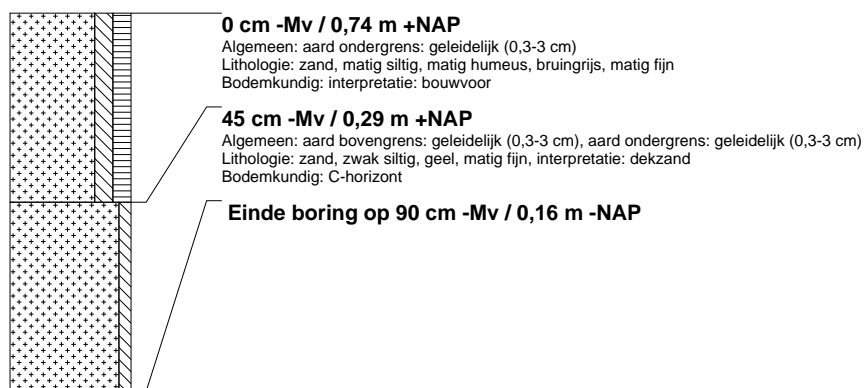 0 cm -Mv / 0,74 m +NAP
Algemeen: aard ondergrens: geleidelijk (0,3-3 cm)
Lithologie: zand, matig siltig, matig humeus, bruingrijs, matig fijn
Bodemkundig: interpretatie: bouwvoor
45 cm -Mv / 0,29 m +NAP
Algemeen: aard bovengrens: geleidelijk (0,3-3 cm), aard ondergrens: geleidelijk (0,3-3 cm)
Lithologie: zand, zwak siltig, geel, matig fijn, interpretatie: dekzand
Bodemkundig: C-horizont
Einde boring op 90 cm -Mv / 0,16 m -NAP